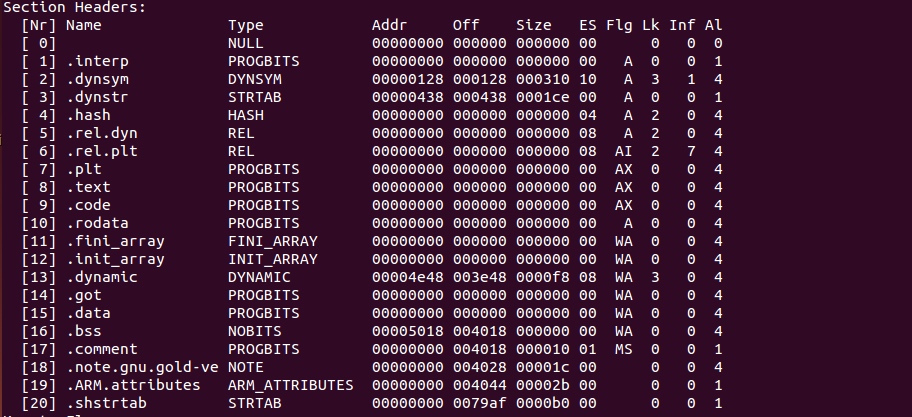 Section Headers:
[Nr] Name Type Addr Off Size ES Flg Lk Inf Al
[ 0] NULL 00000000 000000 000000 00 0 0 0
[ 1] .interp PROGBITS 00000000 000000 000000 00 A 0 0 1
[ 2] .dynsym DYNSYM 00000128 000128 000310 10 A 3 1 4
[ 3] .dynstr STRTAB 00000438 000438 0001ce 00 A 0 0 1
[ 4] .hash HASH 00000000 000000 000000 04 A 2 0 4
[ 5] .rel.dyn REL 00000000 000000 000000 08 A 2 0 4
[ 6] .rel.plt REL 00000000 000000 000000 08 AI 2 7 4
[ 7] .plt PROGBITS 00000000 000000 000000 00 AX 0 0 4
[ 8] .text PROGBITS 00000000 000000 000000 00 AX 0 0 4
[ 9] .code PROGBITS 00000000 000000 000000 00 AX 0 0 4
[10] .rodata PROGBITS 00000000 000000 000000 00 A 0 0 4
[11] .fini_array FINI_ARRAY 00000000 000000 000000 00 WA 0 0 4
[12] .init_array INIT_ARRAY 00000000 000000 000000 00 WA 0 0 4
[13] .dynamic DYNAMIC 00004e48 003e48 0000f8 08 WA 3 0 4
[14] .got PROGBITS 00000000 000000 000000 00 WA 0 0 4
[15] .data PROGBITS 00000000 000000 000000 00 WA 0 0 4
[16] .bss NOBITS 00005018 004018 000000 00 WA 0 0 4
[17] .comment PROGBITS 00000000 004018 000010 01 MS 0 0 1
[18] .note.gnu.gold-ve NOTE 00000000 004028 00001c 00 0 0 4
[19] .ARM.attributes ARM_ATTRIBUTES 00000000 004044 00002b 00 0 0 1
[20] .shstrtab STRTAB 00000000 0079af 0000b0 00 0 0 1